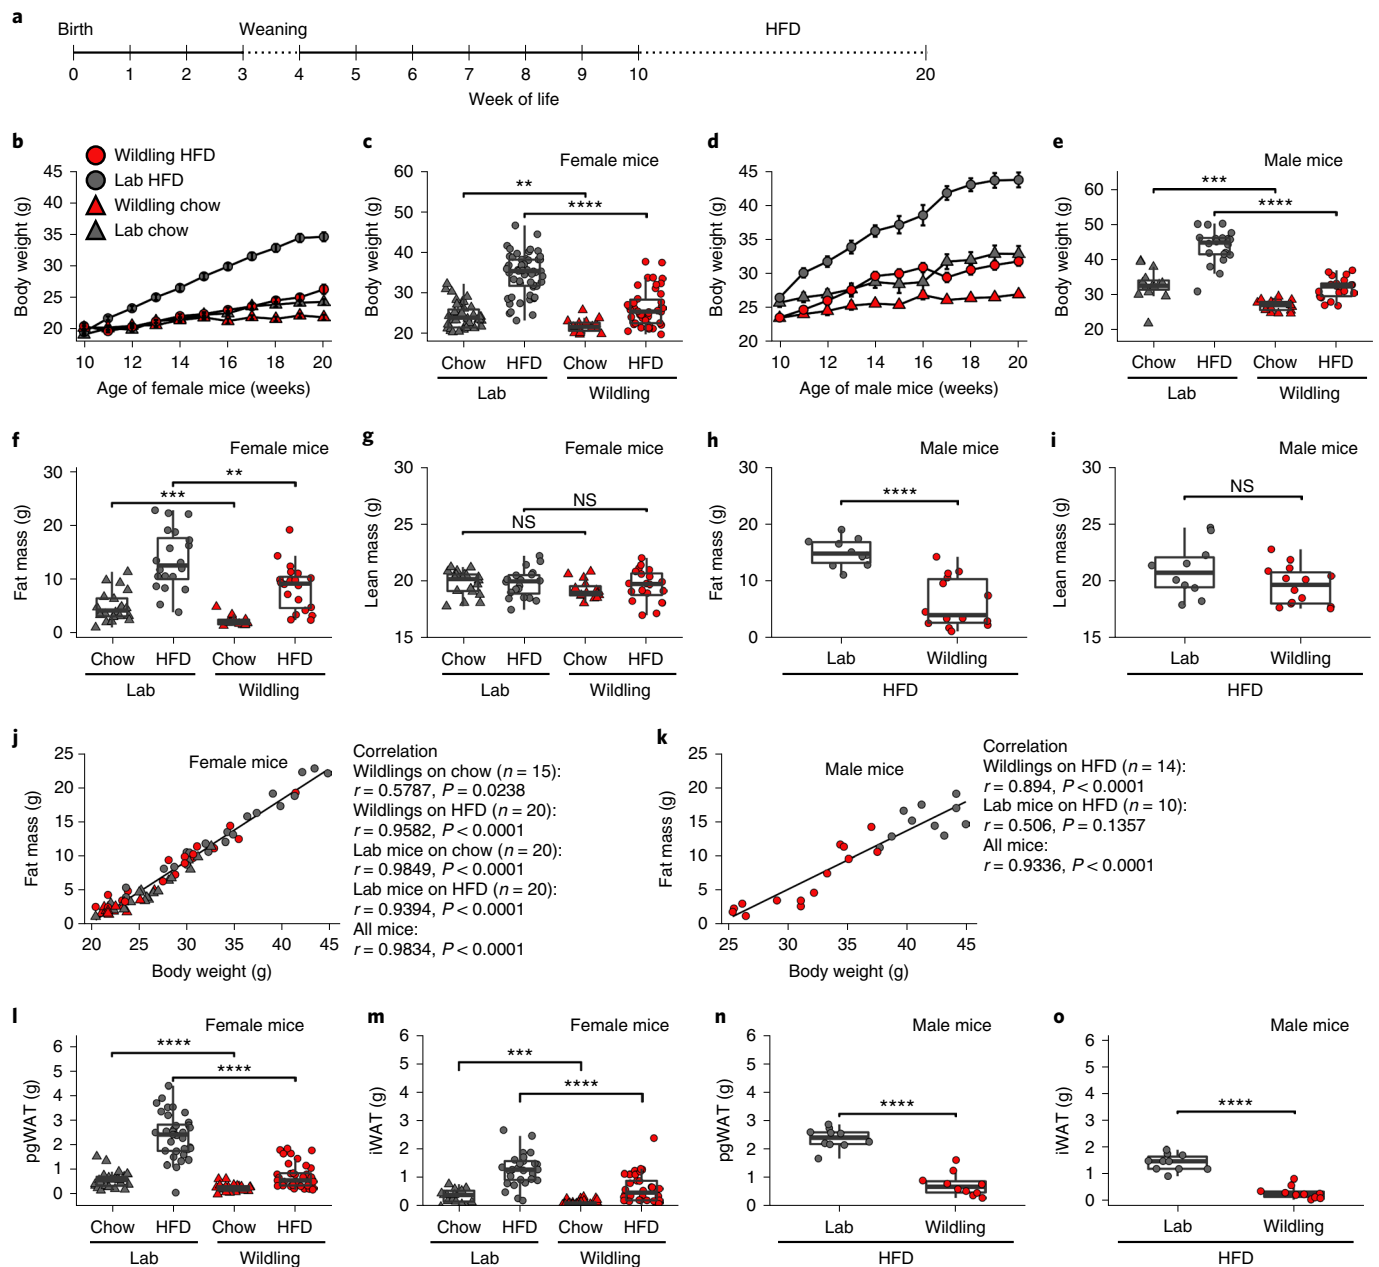 a
Birth
Weaning
HFD
0 1 2 3 4 5 6 7 8 9 10 20
Week of life
b
Wildling HFD
Lab HFD
Wildling chow
Lab chow
Body weight (g)
45
40
35
30
25
20
10 12 14 16 18 20
Age of female mice (weeks)
c
Female mice
**
****
Body weight (g)
60
50
40
30
20
Chow HFD Chow HFD
Lab Wildling
d
Body weight (g)
45
40
35
30
25
20
10 12 14 16 18 20
Age of male mice (weeks)
e
Male mice
***
****
Body weight (g)
60
50
40
30
20
Chow HFD Chow HFD
Lab Wildling
f
Female mice
**
***
Fat mass (g)
30
20
10
0
Chow HFD Chow HFD
Lab Wildling
g
Female mice
NS
NS
Lean mass (g)
30
25
20
15
Chow HFD Chow HFD
Lab Wildling
h
Male mice
****
Fat mass (g)
30
20
10
0
Lab Wildling
HFD
i
Male mice
NS
Lean mass (g)
30
25
20
15
Lab Wildling
HFD
j
Female mice
Fat mass (g)
25
20
15
10
5
0
20 25 30 35 40 45
Body weight (g)
Correlation
Wildlings on chow (n = 15):
r = 0.5787, P = 0.0238
Wildlings on HFD (n = 20):
r = 0.9582, P < 0.0001
Lab mice on chow (n = 20):
r = 0.9849, P < 0.0001
Lab mice on HFD (n = 20):
r = 0.9394, P < 0.0001
All mice:
r = 0.9834, P < 0.0001
k
Male mice
Fat mass (g)
25
20
15
10
5
0
25 30 35 40 45
Body weight (g)
Correlation
Wildlings on HFD (n = 14):
r = 0.894, P < 0.0001
Lab mice on HFD (n = 10):
r = 0.506, P = 0.1357
All mice:
r = 0.9336, P < 0.0001
l
Female mice
****
****
pgWAT (g)
6
5
4
3
2
1
0
Chow HFD Chow HFD
Lab Wildling
m
Female mice
***
****
iWAT (g)
6
5
4
3
2
1
0
Chow HFD Chow HFD
Lab Wildling
n
Male mice
****
pgWAT (g)
6
5
4
3
2
1
0
Lab Wildling
HFD
o
Male mice
****
iWAT (g)
6
5
4
3
2
1
0
Lab Wildling
HFD